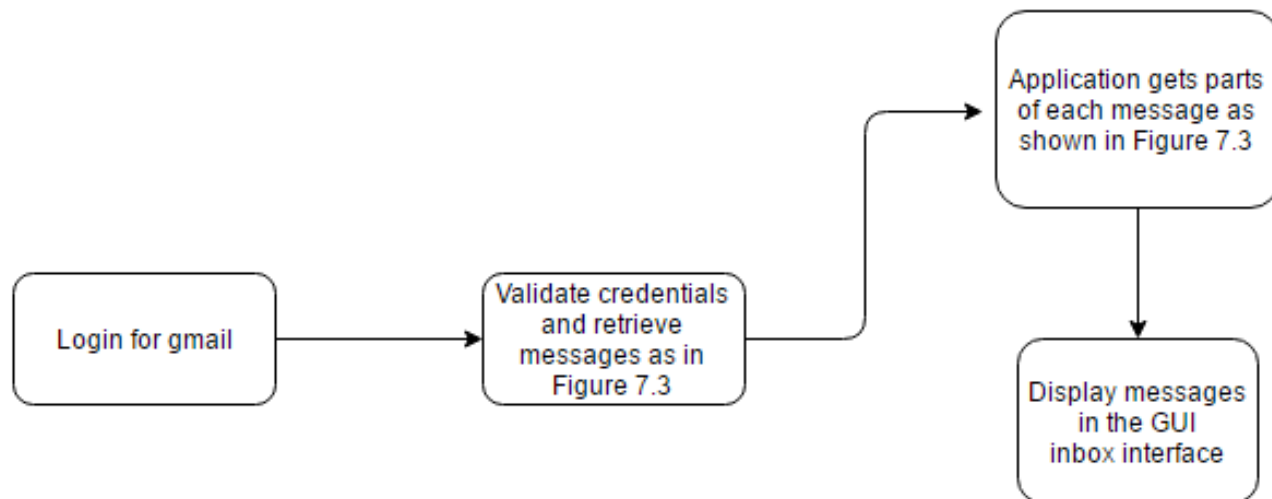 Login for gmail
Validate credentials
and retrieve
messages as in
Figure 7.3
Application gets parts
of each message as
shown in Figure 7.3
Display messages
in the GUI
inbox interface